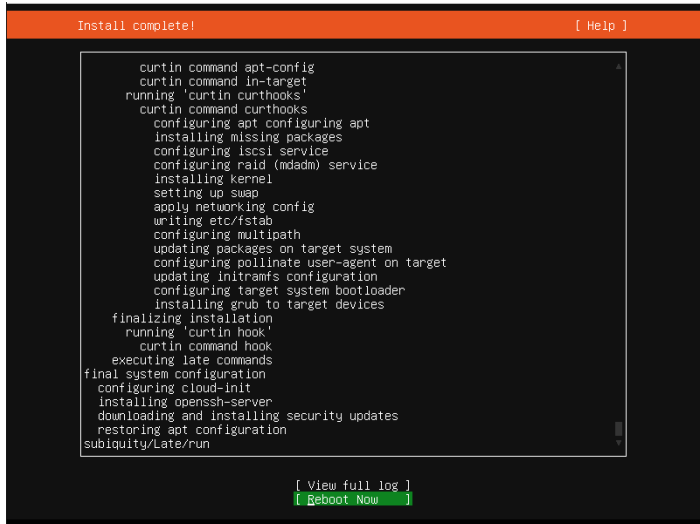 Install complete! [ Help ]
curtin command apt-config
curtin command in-target
running 'curtin curthooks'
curtin command curthooks
configuring apt configuring apt
installing missing packages
configuring iscsi service
configuring raid (mdadm) service
installing kernel
setting up swap
apply networking config
writing etc/fstab
configuring multipath
updating packages on target system
configuring pollinate user-agent on target
updating initramfs configuration
configuring target system bootloader
installing grub to target devices
finalizing installation
running 'curtin hook'
curtin command hook
executing late commands
final system configuration
configuring cloud-init
installing openssh-server
downloading and installing security updates
restoring apt configuration
subiquity/Late/run
[ View full log ]
[ Reboot Now ]